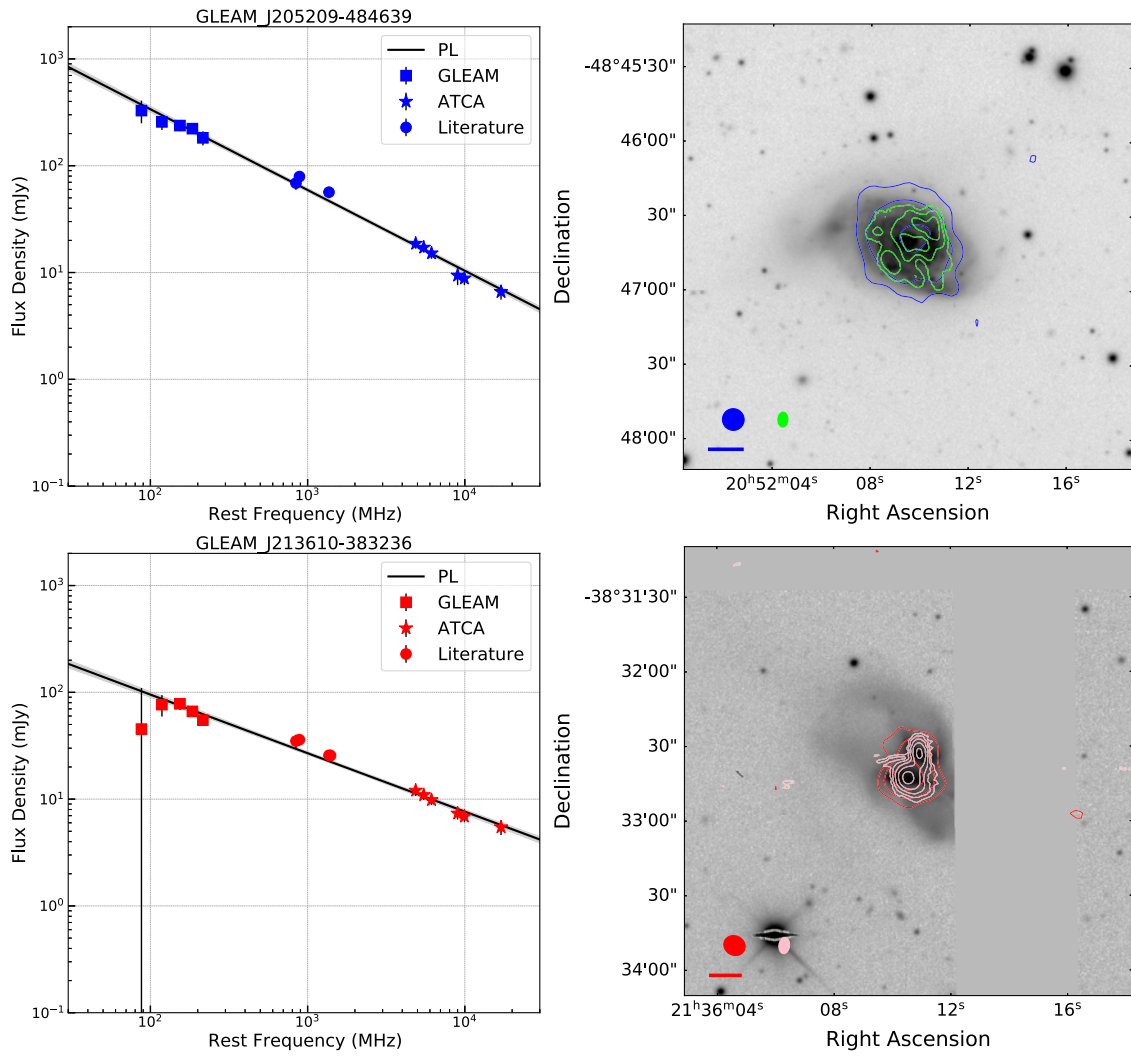 GLEAM_J205209-484639
10³
10²
10¹
10⁰
10⁻¹
Flux Density (mJy)
PL
GLEAM
ATCA
Literature
10²
10³
10⁴
Rest Frequency (MHz)
-48°45'30"
46'00"
30"
47'00"
30"
48'00"
Declination
20ʰ52ᵐ04ˢ
08ˢ
12ˢ
16ˢ
Right Ascension
GLEAM_J213610-383236
10³
10²
10¹
10⁰
10⁻¹
Flux Density (mJy)
PL
GLEAM
ATCA
Literature
10²
10³
10⁴
Rest Frequency (MHz)
-38°31'30"
32'00"
30"
33'00"
30"
34'00"
Declination
21ʰ36ᵐ04ˢ
08ˢ
12ˢ
16ˢ
Right Ascension